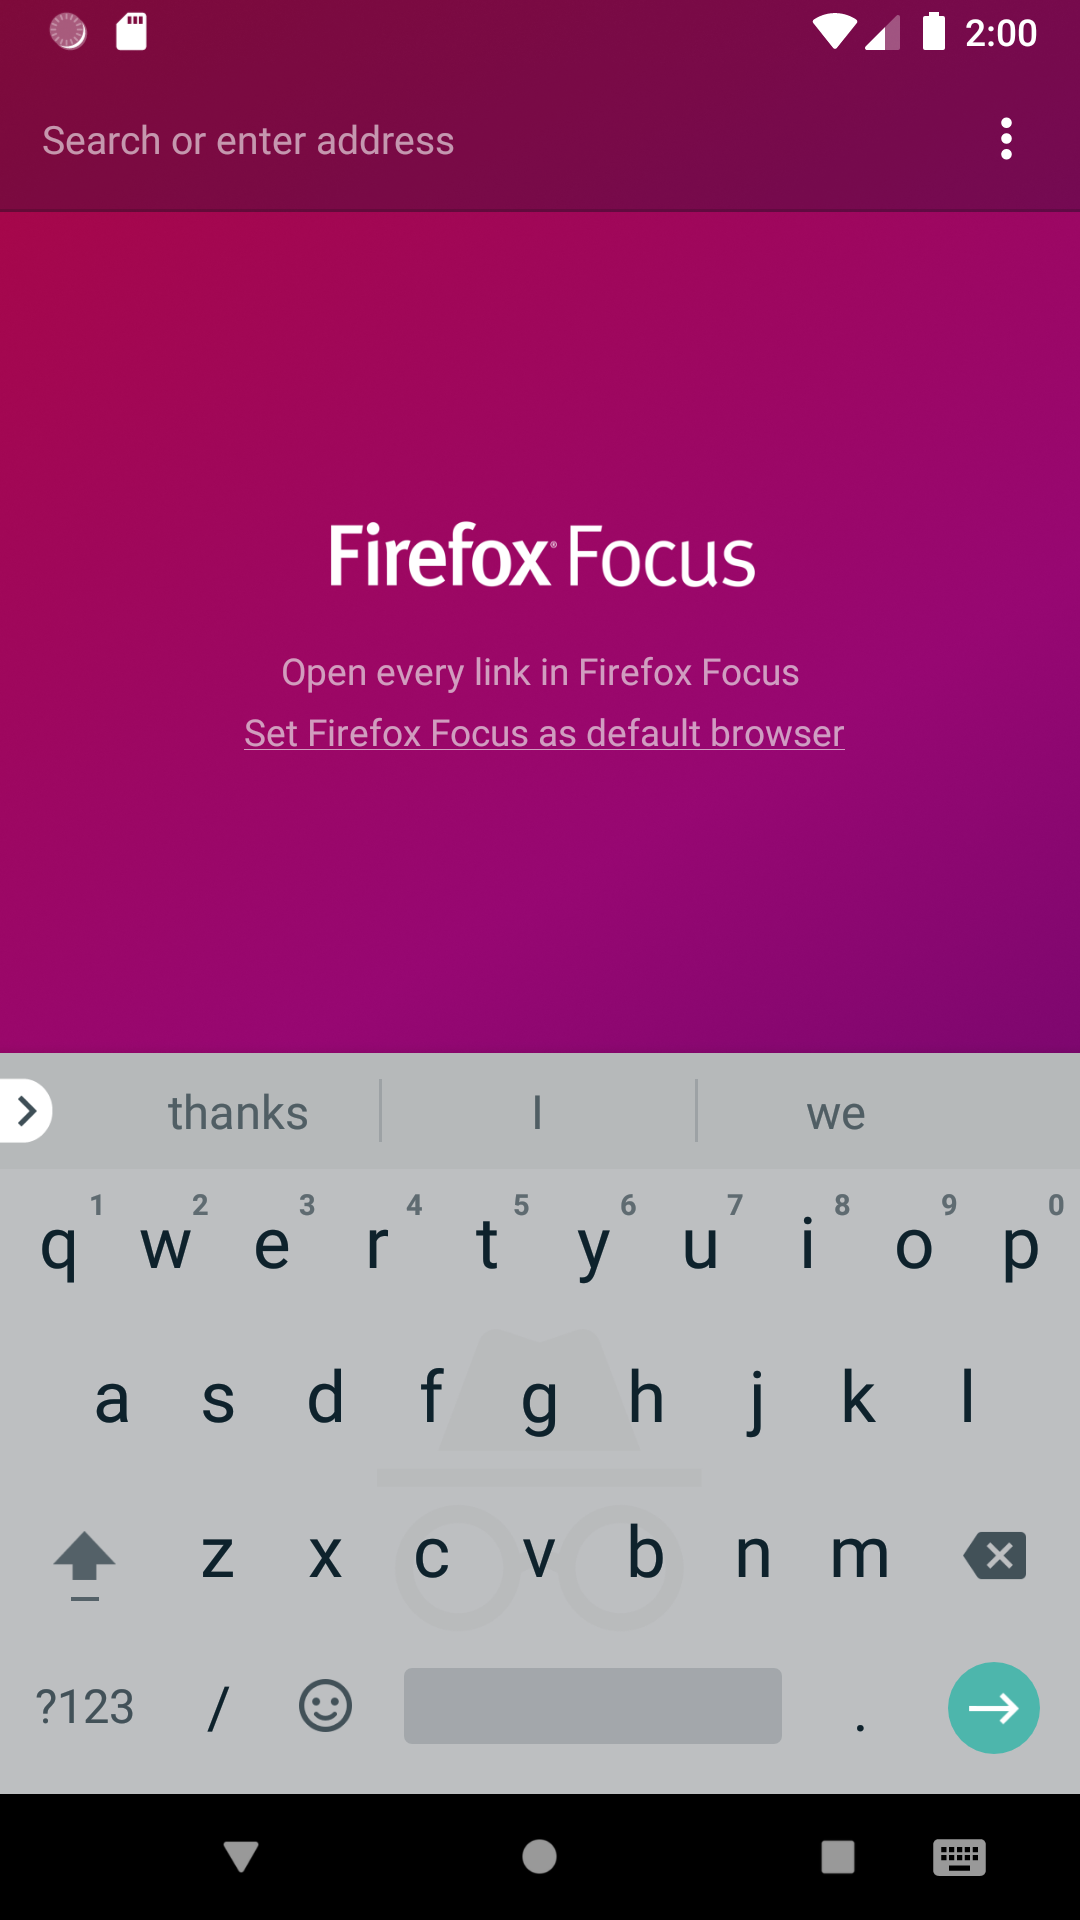 2:00
Search or enter address
Firefox® Focus
Open every link in Firefox Focus
Set Firefox Focus as default browser
thanks I we
1 2 3 4 5 6 7 8 9 0
q w e r t y u i o p
a s d f g h j k l
z x c v b n m
?123 / .